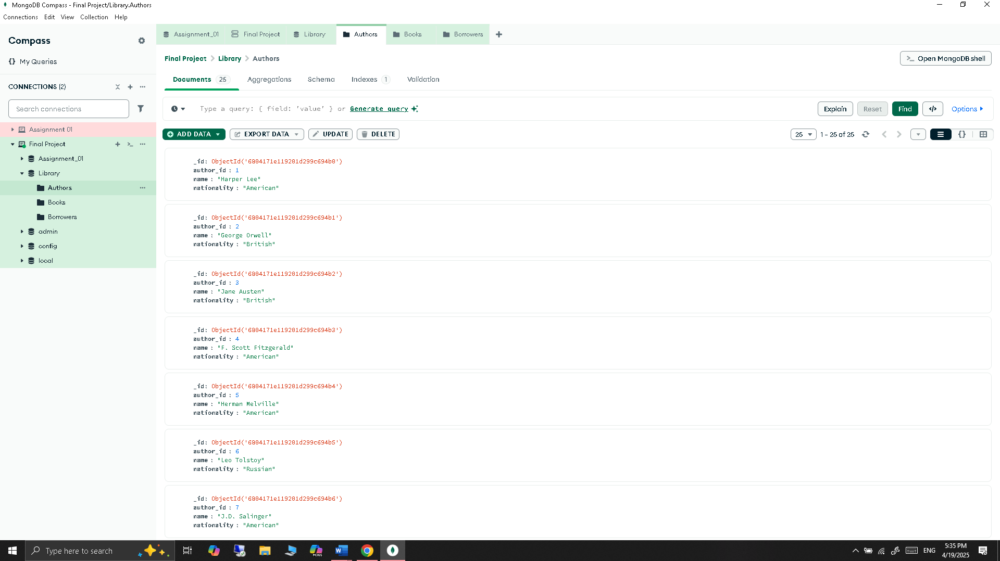 MongoDB Compass - Final Project/Library.Authors
Connections Edit View Collection Help
Compass
My Queries
CONNECTIONS (2)
Search connections
Assignment 01
Final Project
Assignment_01
Library
Authors
Books
Borrowers
admin
config
local
Assignment_01 Final Project Library Authors Books Borrowers
Final Project > Library > Authors
>_ Open MongoDB shell
Documents 25 Aggregations Schema Indexes 1 Validation
Type a query: { field: 'value' } or Generate query
Explain Reset Find </> Options
ADD DATA EXPORT DATA UPDATE DELETE
25 1 – 25 of 25 {}
_id: ObjectId('6804171e119201d299c694b0')
author_id : 1
name : "Harper Lee"
nationality : "American"
_id: ObjectId('6804171e119201d299c694b1')
author_id : 2
name : "George Orwell"
nationality : "British"
_id: ObjectId('6804171e119201d299c694b2')
author_id : 3
name : "Jane Austen"
nationality : "British"
_id: ObjectId('6804171e119201d299c694b3')
author_id : 4
name : "F. Scott Fitzgerald"
nationality : "American"
_id: ObjectId('6804171e119201d299c694b4')
author_id : 5
name : "Herman Melville"
nationality : "American"
_id: ObjectId('6804171e119201d299c694b5')
author_id : 6
name : "Leo Tolstoy"
nationality : "Russian"
_id: ObjectId('6804171e119201d299c694b6')
author_id : 7
name : "J.D. Salinger"
nationality : "American"
Type here to search
M365
ENG
5:35 PM
4/19/2025